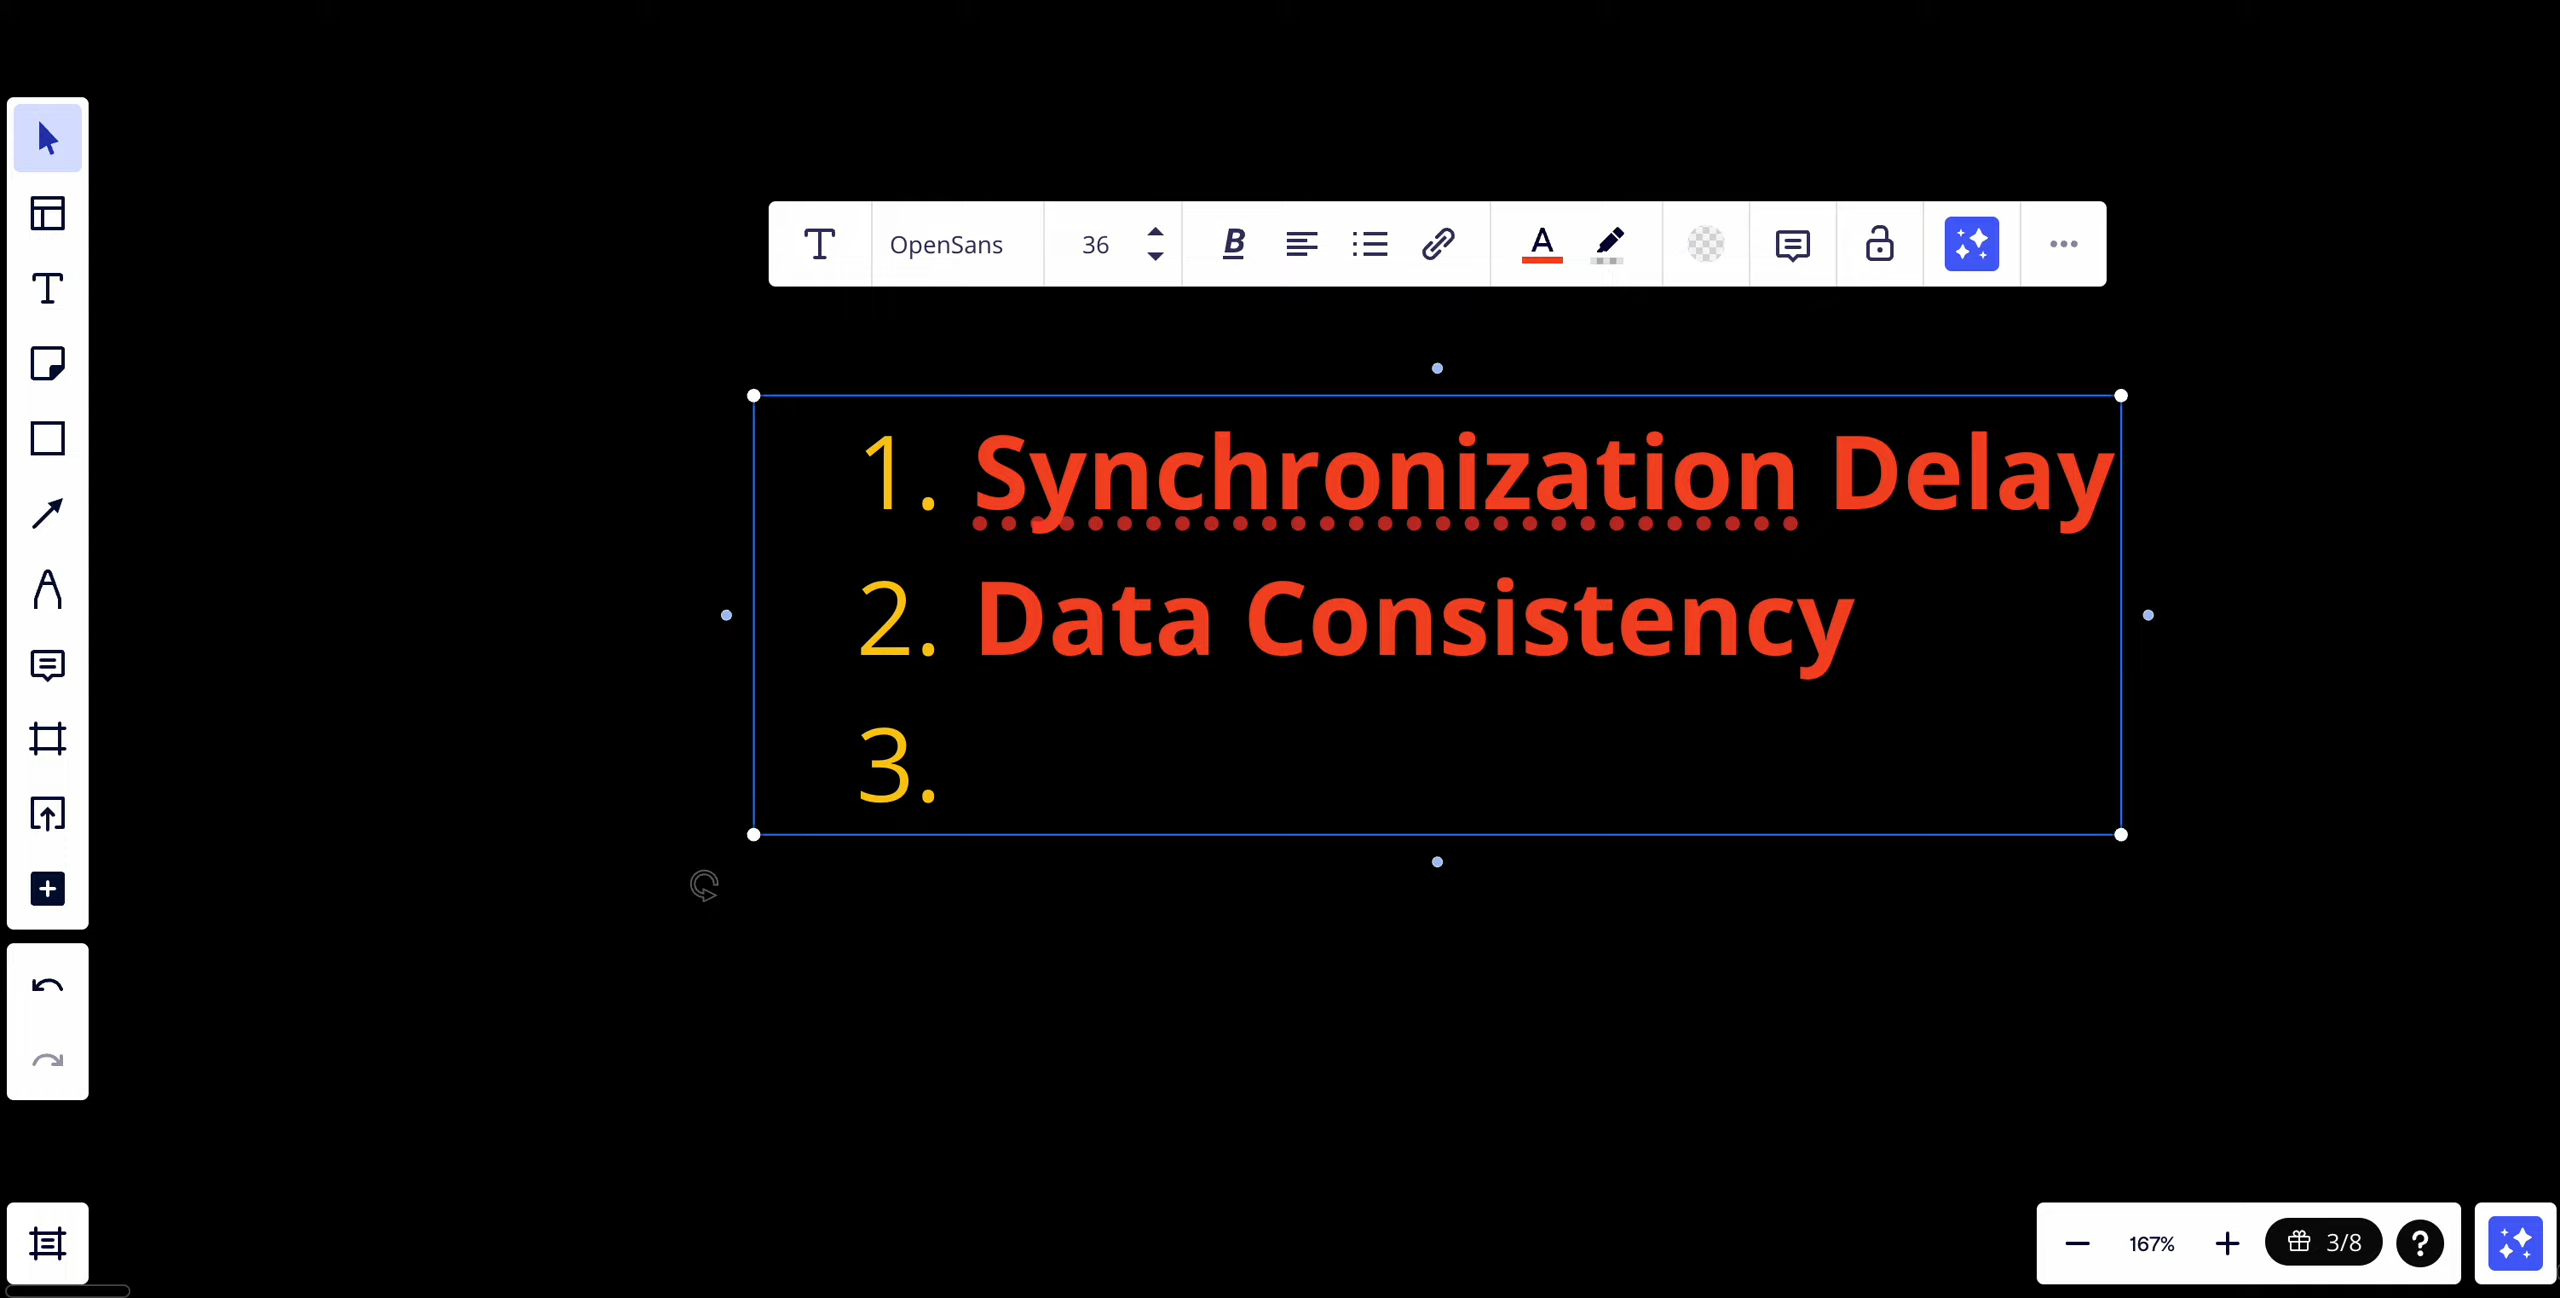 OpenSans 36 B A
1. Synchronization Delay
2. Data Consistency
3.
167% 3/8 ?